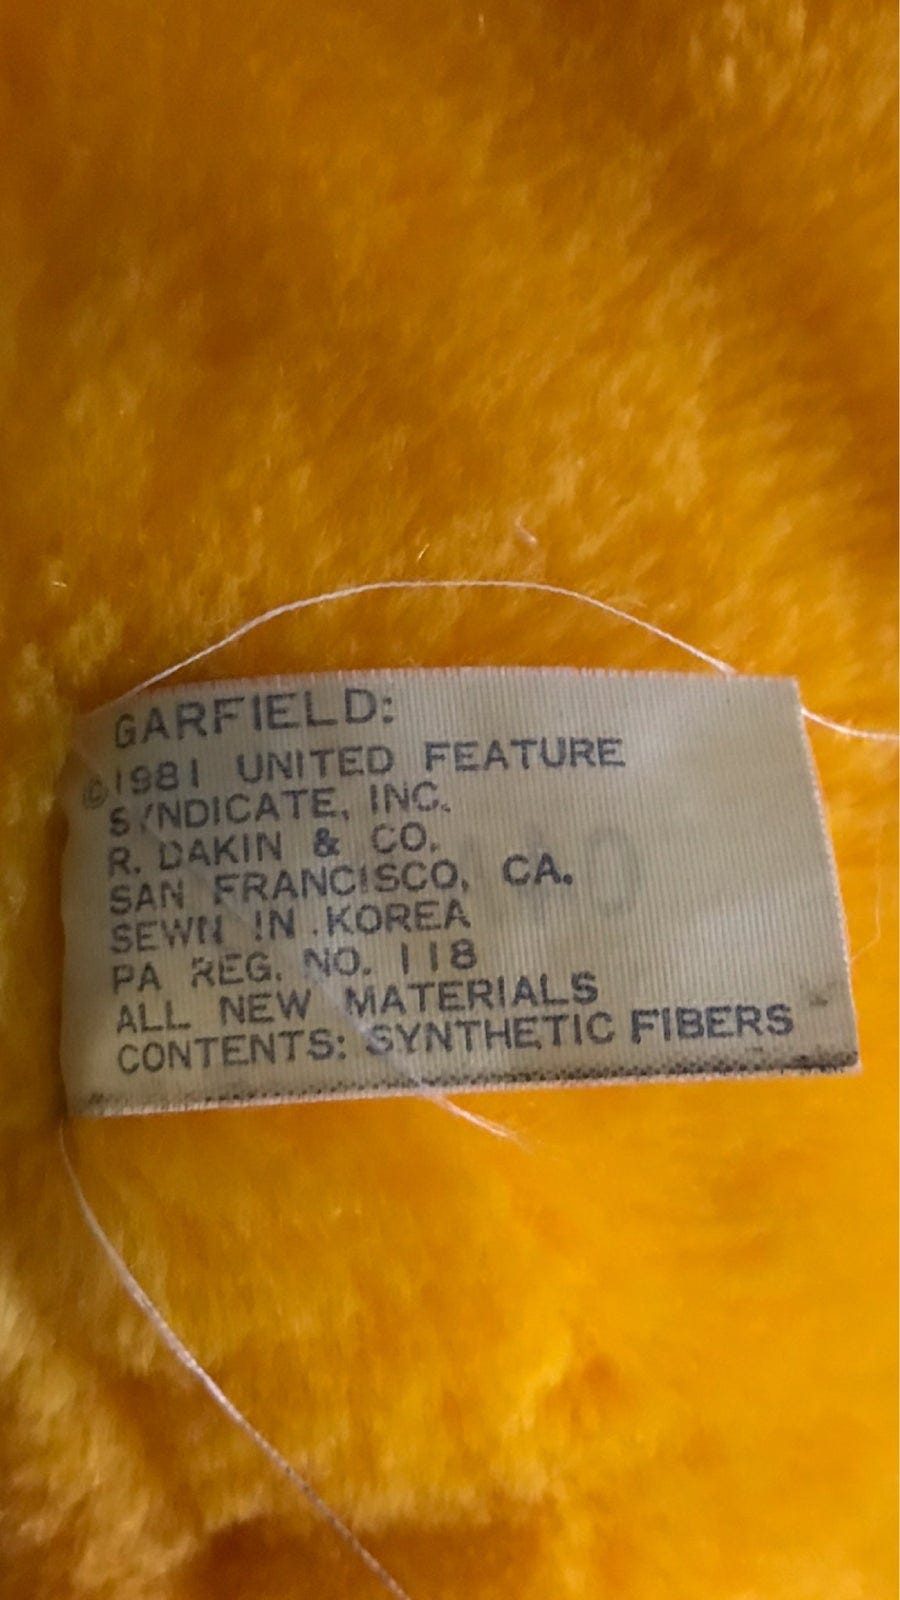 GARFIELD:
©1981 UNITED FEATURE
SYNDICATE, INC.
R. DAKIN & CO.
SAN FRANCISCO, CA.
SEWN IN KOREA
PA REG. NO. 118
ALL NEW MATERIALS
CONTENTS: SYNTHETIC FIBERS